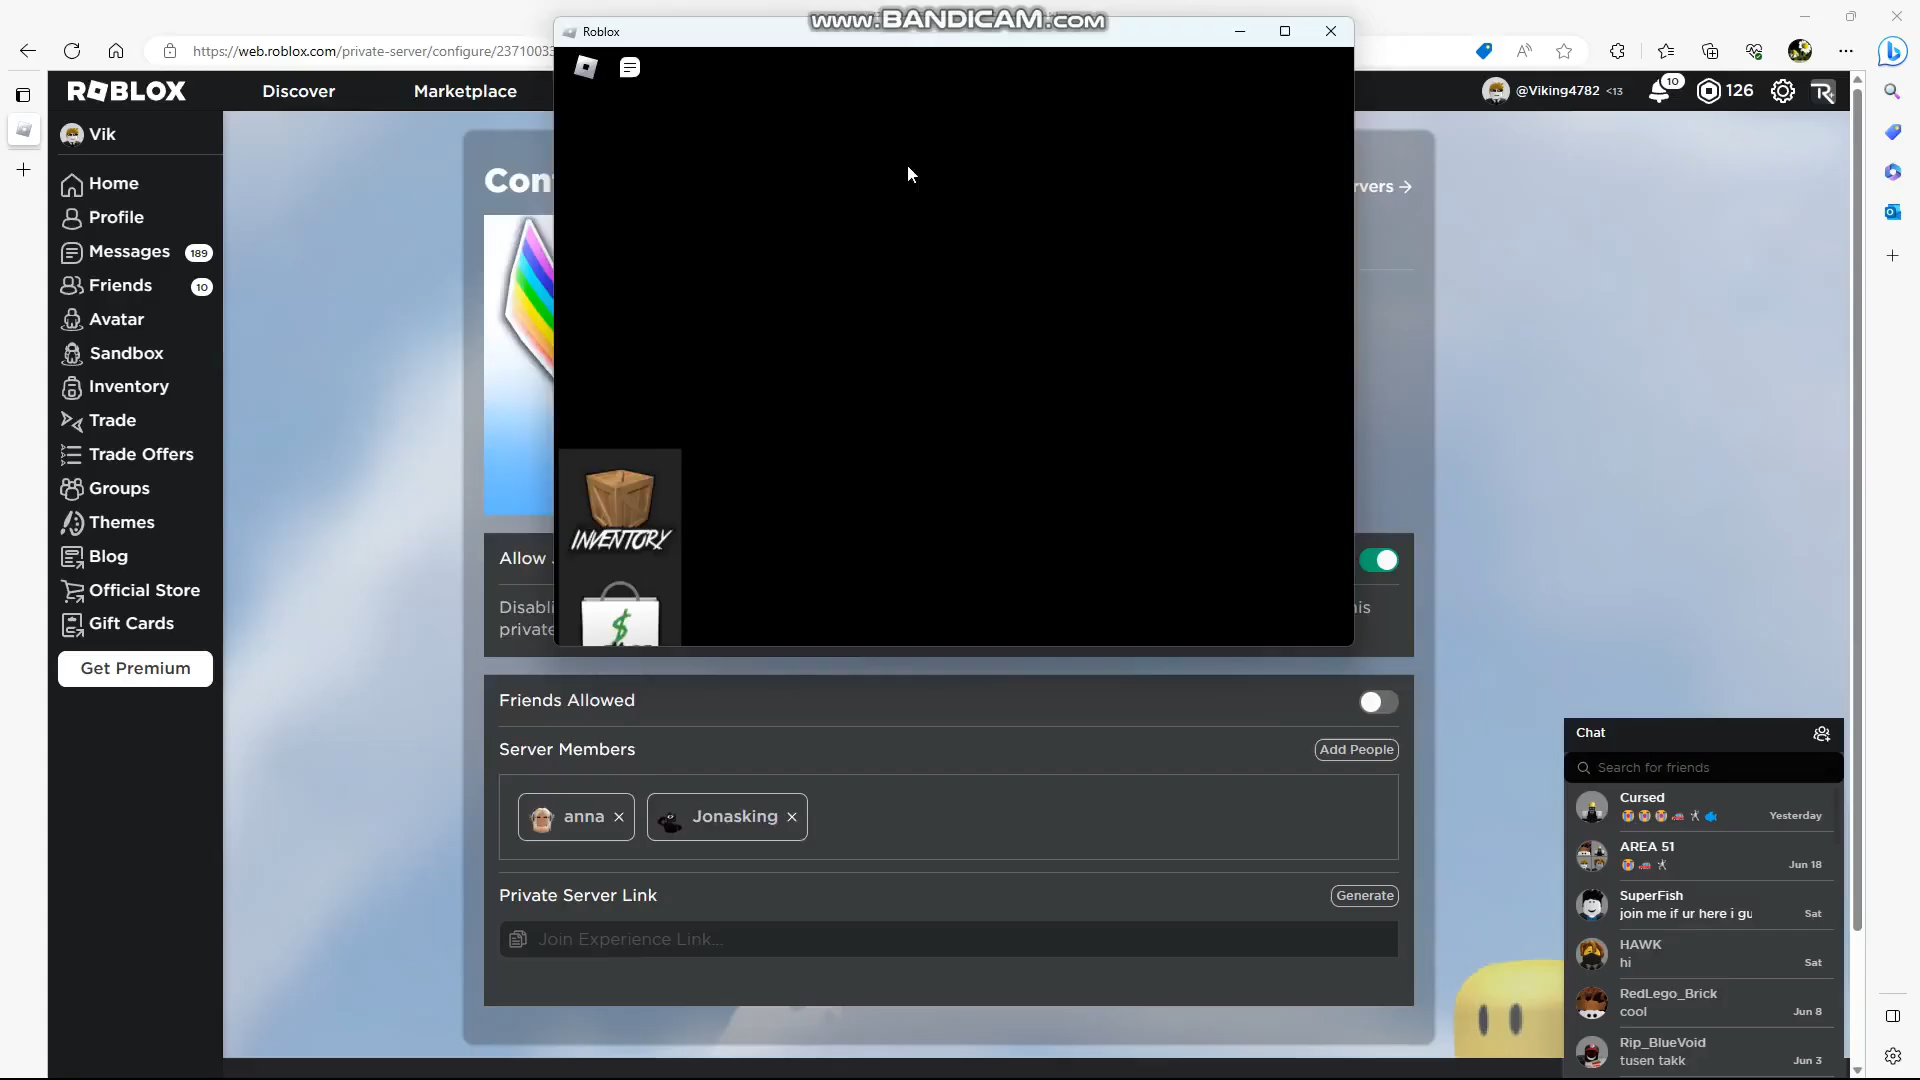 www.BANDICAM.com
Roblox
https://web.roblox.com/private-server/configure/23710033
ROBLOX
Discover
Marketplace
@Viking4782 <13
10
126
Vik
Home
Profile
Messages 189
Friends 10
Avatar
Sandbox
Inventory
Trade
Trade Offers
Groups
Themes
Blog
Official Store
Gift Cards
Get Premium
Con
rvers →
INVENTORY
$
Allow
Disabli
his
private
Friends Allowed
Server Members
Add People
anna ×
Jonasking ×
Private Server Link
Generate
Join Experience Link...
Chat
Search for friends
Cursed
😭😭😭🚗🕺🐟 Yesterday
AREA 51
😭🚗🕺 Jun 18
SuperFish
join me if ur here i gu Sat
HAWK
hi Sat
RedLego_Brick
cool Jun 8
Rip_BlueVoid
tusen takk Jun 3